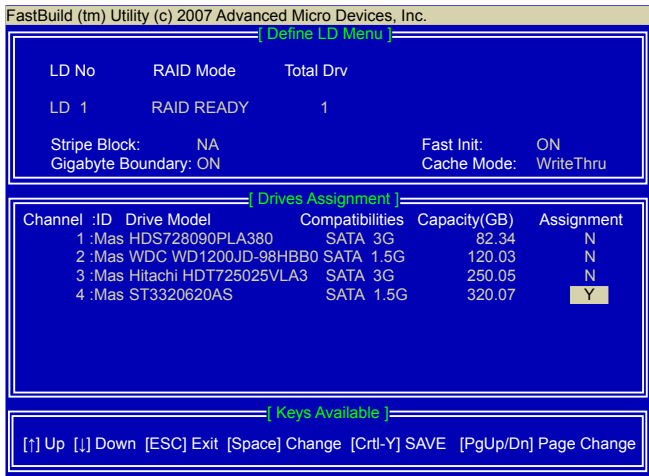 FastBuild (tm) Utility (c) 2007 Advanced Micro Devices, Inc.
[ Define LD Menu ]
LD No RAID Mode Total Drv
LD 1 RAID READY 1
Stripe Block: NA Fast Init: ON
Gigabyte Boundary: ON Cache Mode: WriteThru
[ Drives Assignment ]
Channel :ID Drive Model Compatibilities Capacity(GB) Assignment
1 :Mas HDS728090PLA380 SATA 3G 82.34 N
2 :Mas WDC WD1200JD-98HBB0 SATA 1.5G 120.03 N
3 :Mas Hitachi HDT725025VLA3 SATA 3G 250.05 N
4 :Mas ST3320620AS SATA 1.5G 320.07 Y
[ Keys Available ]
[↑] Up [↓] Down [ESC] Exit [Space] Change [Crtl-Y] SAVE [PgUp/Dn] Page Change